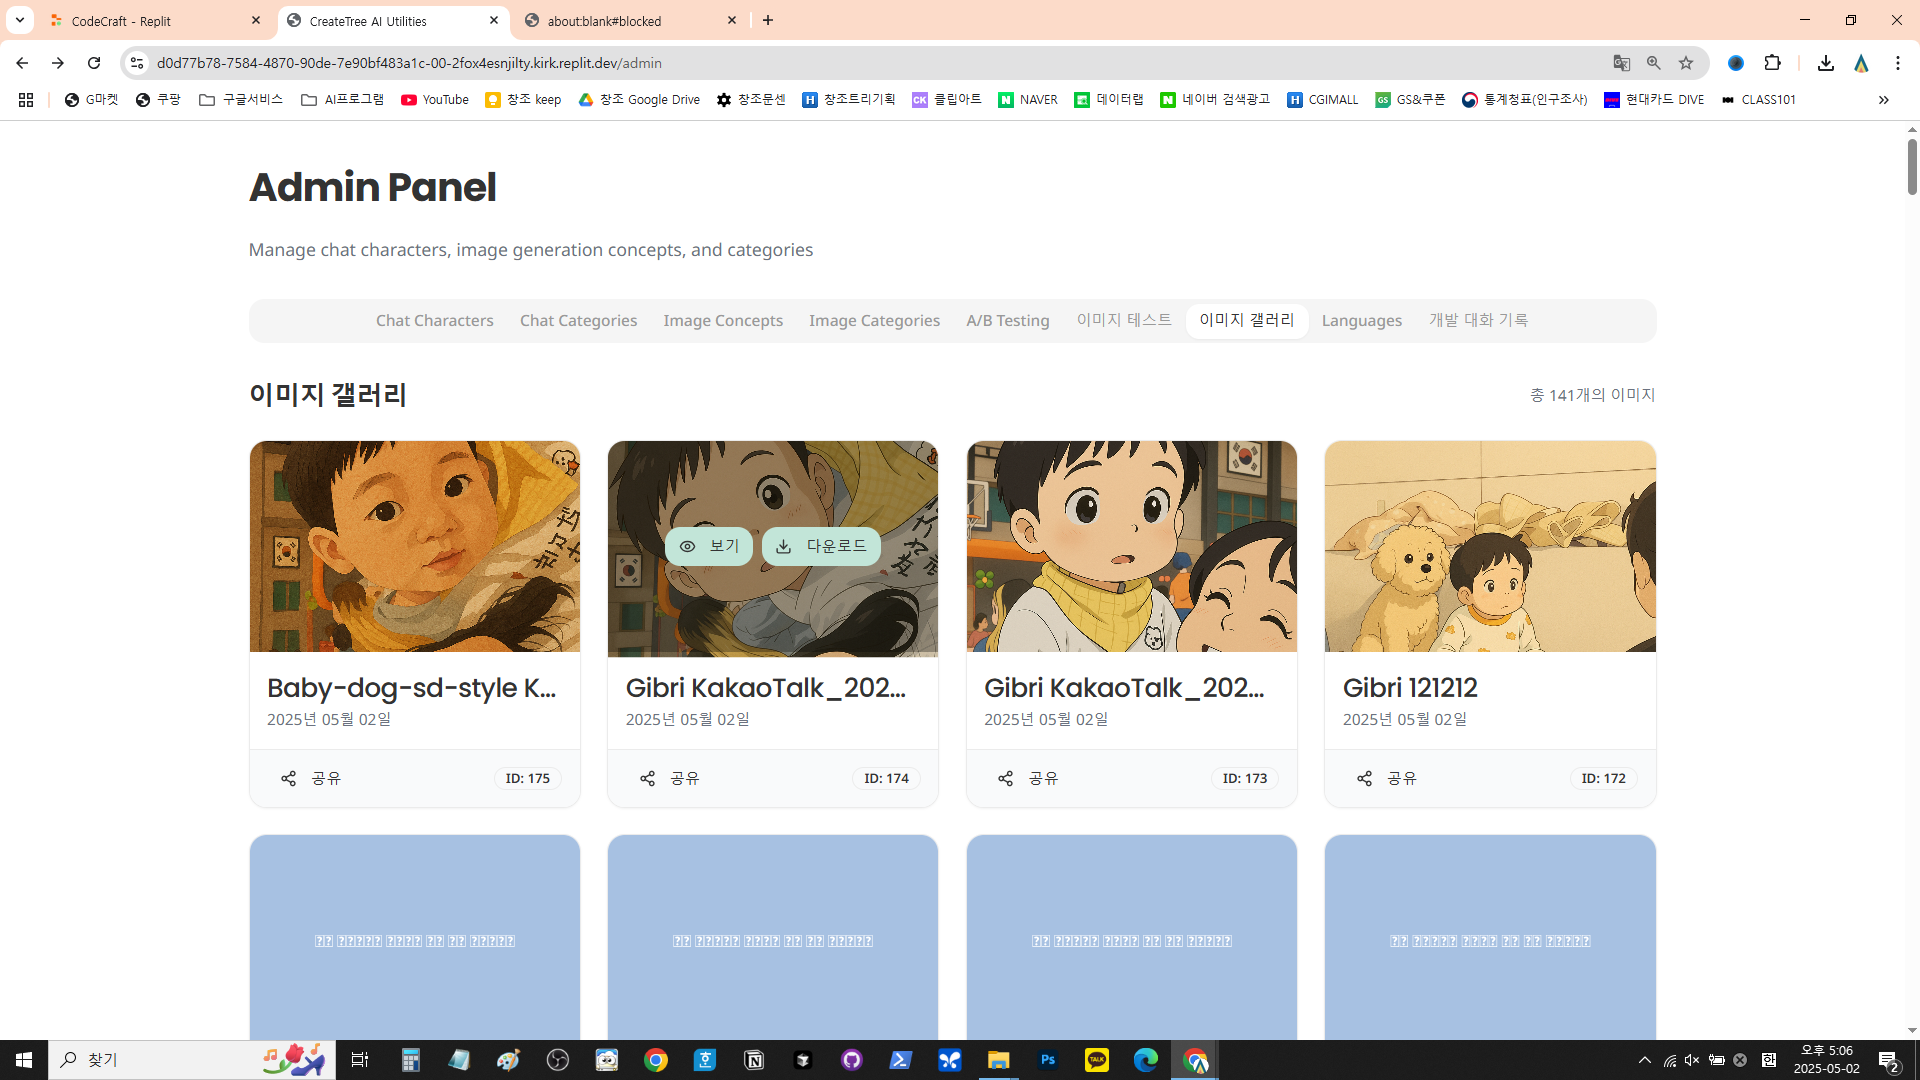 CodeCraft - Replit
CreateTree AI Utilities
about:blank#blocked
d0d77b78-7584-4870-90de-7e90bf483a1c-00-2fox4esnjilty.kirk.replit.dev/admin
G마켓
쿠팡
구글서비스
AI프로그램
YouTube
창조 keep
창조 Google Drive
창조문센
창조트리기획
클립아트
NAVER
데이터랩
네이버 검색광고
CGIMALL
GS&쿠폰
통계청표(인구조사)
현대카드 DIVE
CLASS101
Admin Panel
Manage chat characters, image generation concepts, and categories
Chat Characters
Chat Categories
Image Concepts
Image Categories
A/B Testing
이미지 테스트
이미지 갤러리
Languages
개발 대화 기록
이미지 갤러리
총 141개의 이미지
보기
다운로드
Baby-dog-sd-style K...
2025년 05월 02일
공유
ID: 175
Gibri KakaoTalk_202...
2025년 05월 02일
공유
ID: 174
Gibri KakaoTalk_202...
2025년 05월 02일
공유
ID: 173
Gibri 121212
2025년 05월 02일
공유
ID: 172
찾기
Ps
TALK
한
오후 5:06
2025-05-02
2